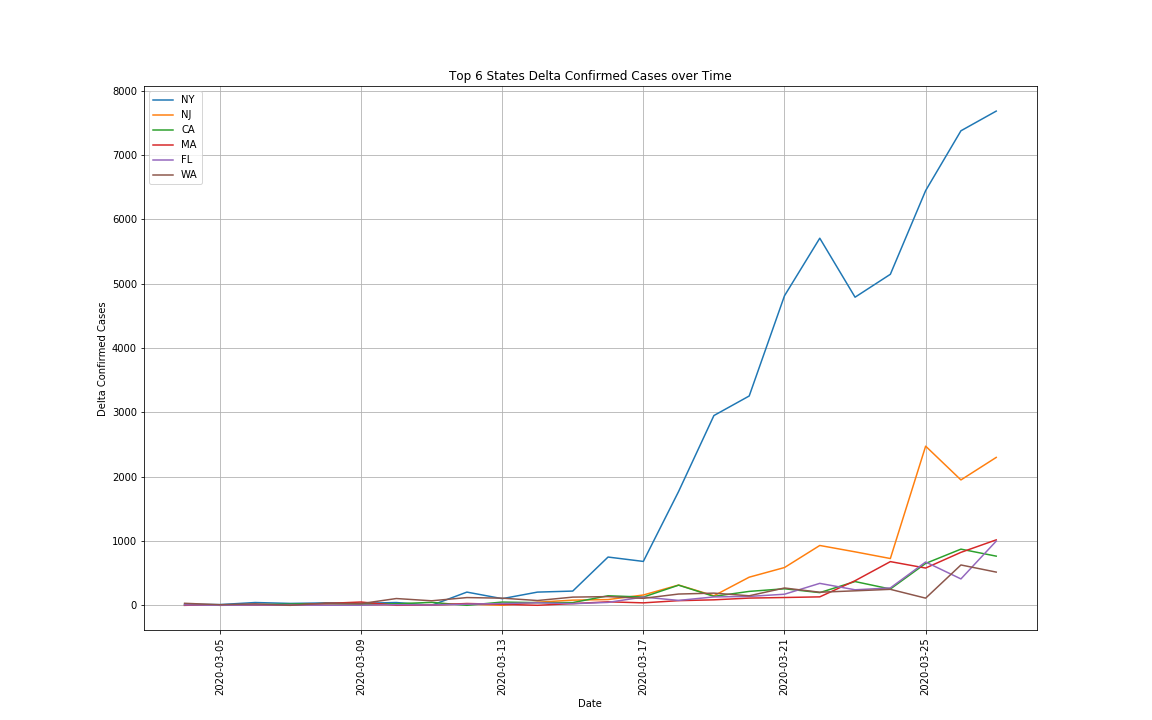 Top 6 States Delta Confirmed Cases over Time
8000
7000
6000
5000
4000
3000
2000
1000
0
Delta Confirmed Cases
NY
NJ
CA
MA
FL
WA
2020-03-05
2020-03-09
2020-03-13
2020-03-17
2020-03-21
2020-03-25
Date